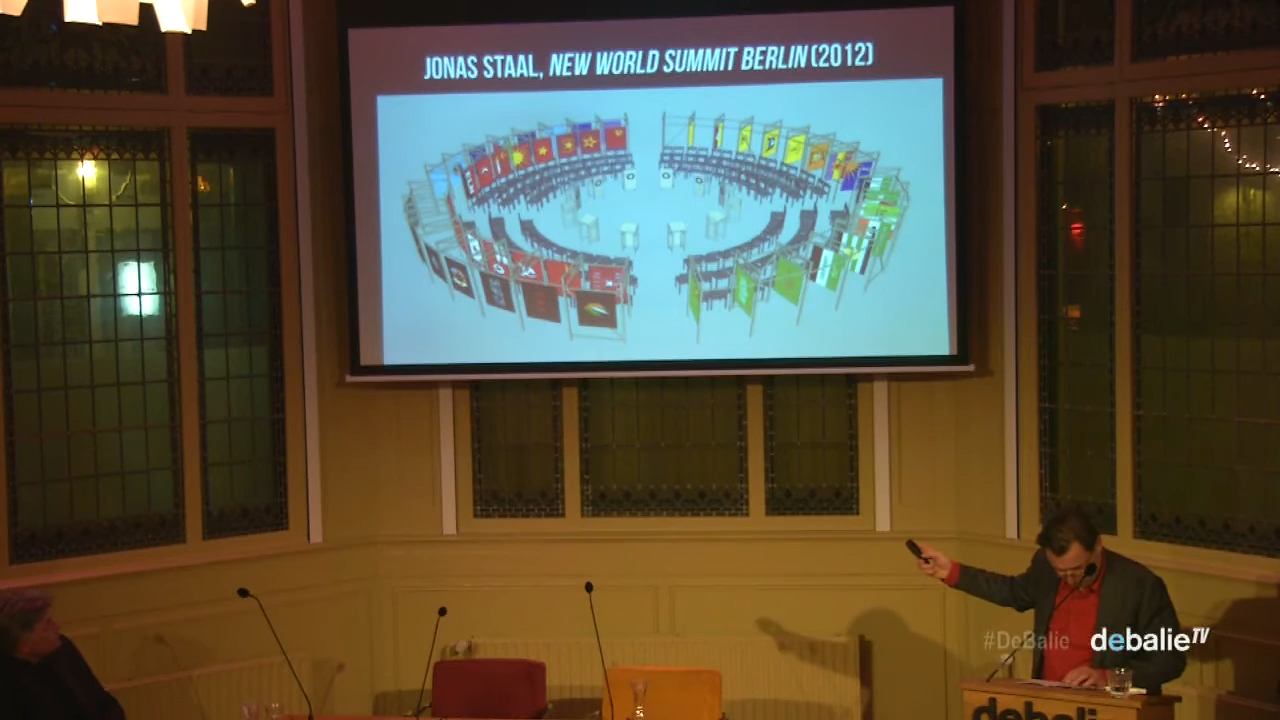 JONAS STAAL, NEW WORLD SUMMIT BERLIN (2012)
#DeBalie debalieTV
debalie